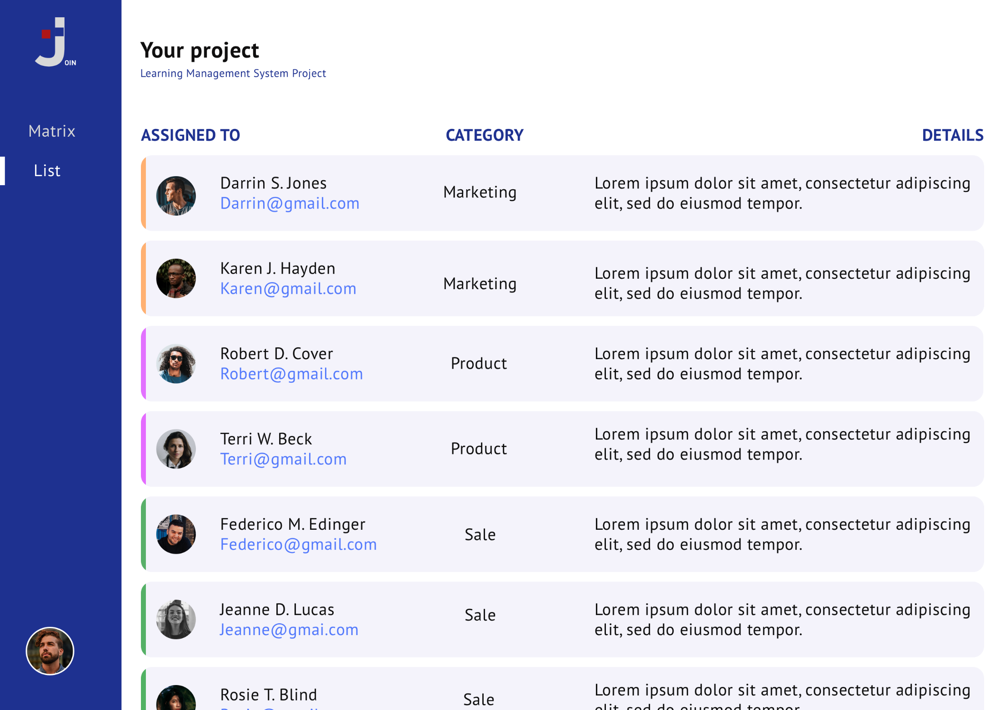 J
OIN
Your project
Learning Management System Project
Matrix
List
ASSIGNED TO CATEGORY DETAILS
Darrin S. Jones
Darrin@gmail.com
Marketing
Lorem ipsum dolor sit amet, consectetur adipiscing
elit, sed do eiusmod tempor.
Karen J. Hayden
Karen@gmail.com
Marketing
Lorem ipsum dolor sit amet, consectetur adipiscing
elit, sed do eiusmod tempor.
Robert D. Cover
Robert@gmail.com
Product
Lorem ipsum dolor sit amet, consectetur adipiscing
elit, sed do eiusmod tempor.
Terri W. Beck
Terri@gmail.com
Product
Lorem ipsum dolor sit amet, consectetur adipiscing
elit, sed do eiusmod tempor.
Federico M. Edinger
Federico@gmail.com
Sale
Lorem ipsum dolor sit amet, consectetur adipiscing
elit, sed do eiusmod tempor.
Jeanne D. Lucas
Jeanne@gmai.com
Sale
Lorem ipsum dolor sit amet, consectetur adipiscing
elit, sed do eiusmod tempor.
Rosie T. Blind
Sale
Lorem ipsum dolor sit amet, consectetur adipiscing
elit, sed do eiusmod tempor